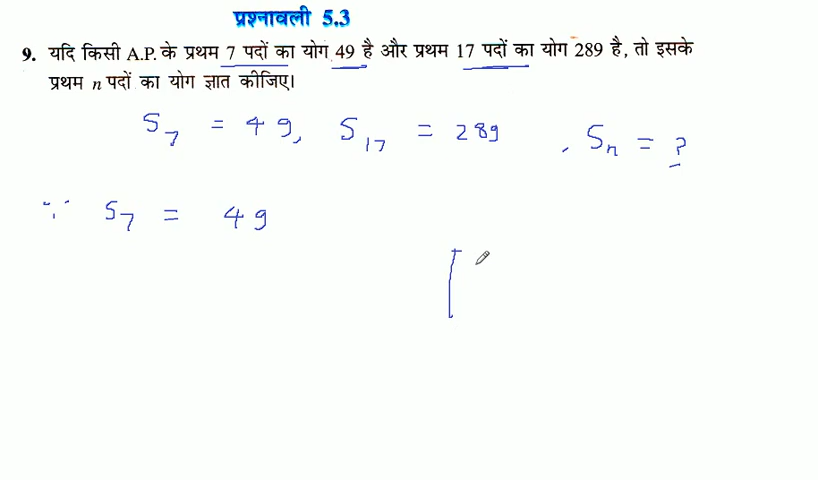 प्रश्नावली 5.3
9. यदि किसी A.P. के प्रथम 7 पदों का योग 49 है और प्रथम 17 पदों का योग 289 है, तो इसके
प्रथम n पदों का योग ज्ञात कीजिए।
S₇ = 49, S₁₇ = 289 , Sₙ = ?
∵ S₇ = 49
[